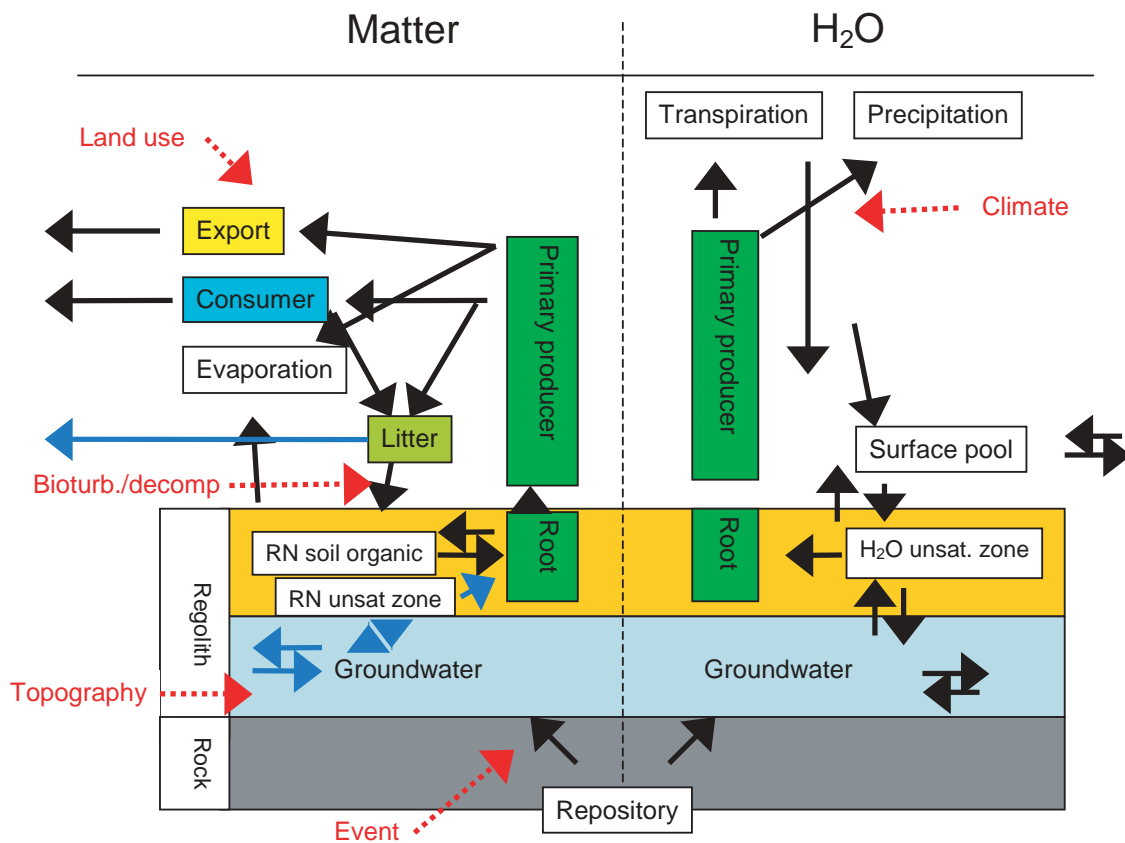 Matter
H₂O
Transpiration
Precipitation
Land use
Climate
Export
Primary producer
Primary producer
Consumer
Evaporation
Litter
Surface pool
Bioturb./decomp
Regolith
RN soil organic
Root
Root
H₂O unsat. zone
RN unsat zone
Groundwater
Groundwater
Topography
Rock
Repository
Event